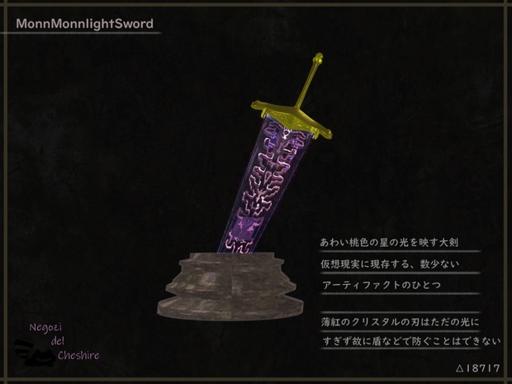 MonnMonnlightSword
あわい桃色の星の光を映す大剣
仮想現実に現存する、数少ない
アーティファクトのひとつ
薄紅のクリスタルの刃はただの光に
すぎず故に盾などで防ぐことはできない
Negozi
del
Cheshire
△18717